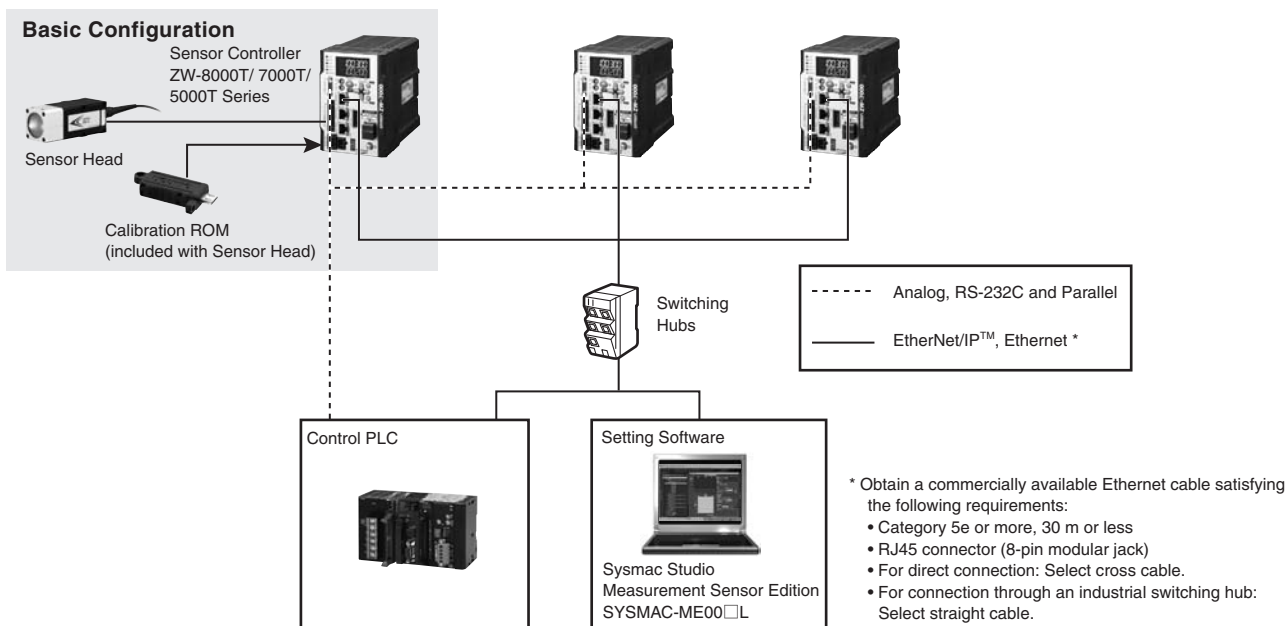 Basic Configuration
Sensor Controller
ZW-8000T/ 7000T/
5000T Series
Sensor Head
Calibration ROM
(included with Sensor Head)
Switching
Hubs
Analog, RS-232C and Parallel
EtherNet/IP™, Ethernet *
Control PLC
Setting Software
Sysmac Studio
Measurement Sensor Edition
SYSMAC-ME00□L
* Obtain a commercially available Ethernet cable satisfying
the following requirements:
• Category 5e or more, 30 m or less
• RJ45 connector (8-pin modular jack)
• For direct connection: Select cross cable.
• For connection through an industrial switching hub:
Select straight cable.